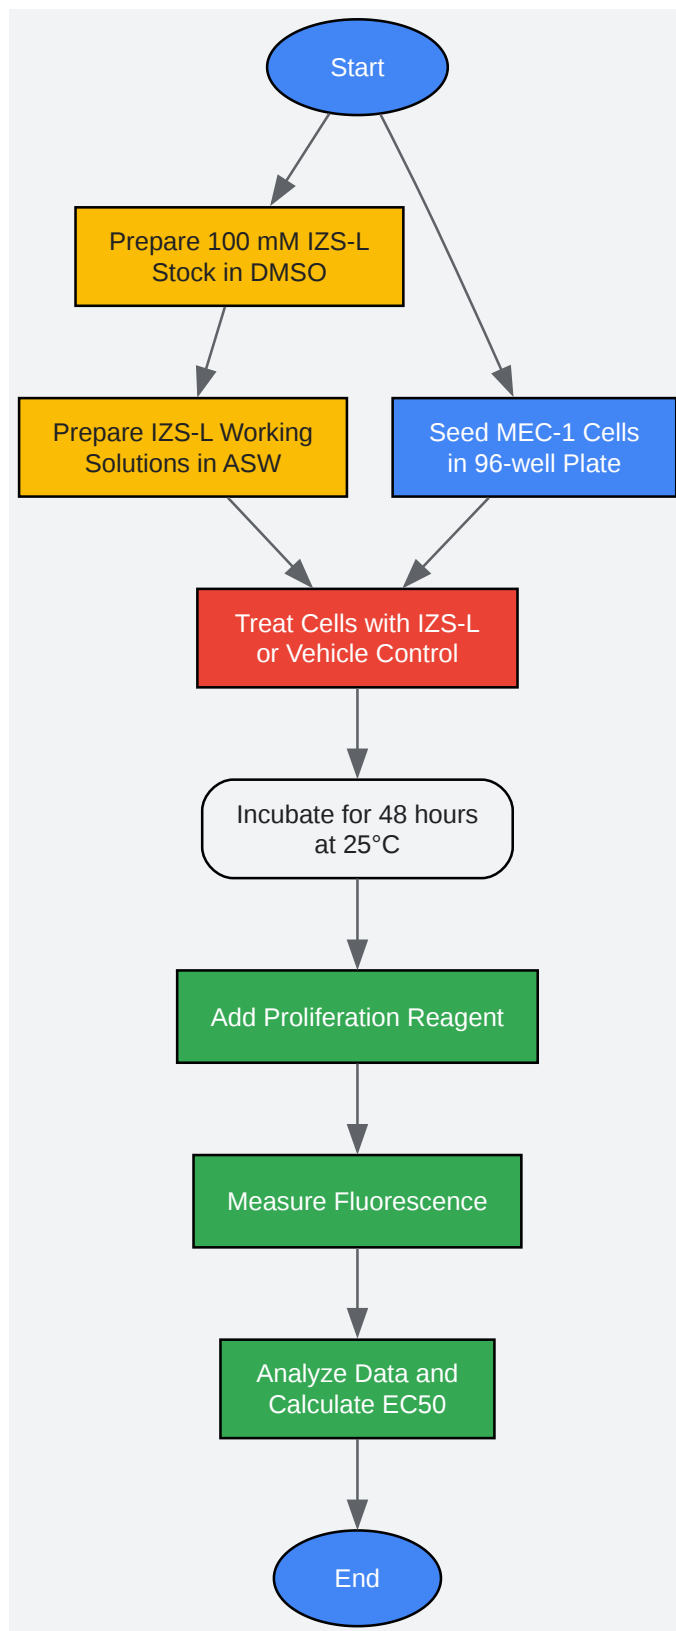 Start
Prepare 100 mM IZS-L
Stock in DMSO
Prepare IZS-L Working
Solutions in ASW
Seed MEC-1 Cells
in 96-well Plate
Treat Cells with IZS-L
or Vehicle Control
Incubate for 48 hours
at 25°C
Add Proliferation Reagent
Measure Fluorescence
Analyze Data and
Calculate EC50
End